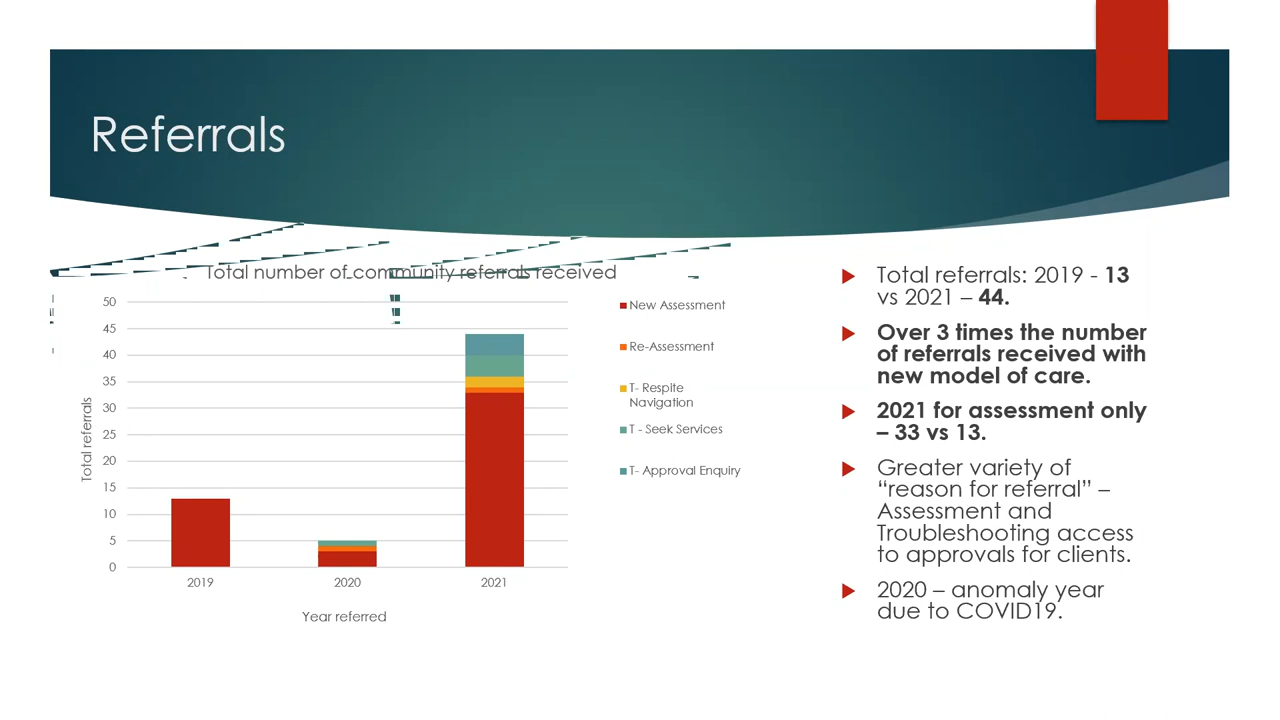 Referrals
Total number of community referrals received
50
45
40
35
30
25
20
15
10
5
0
Total referrals
2019
2020
2021
Year referred
New Assessment
Re-Assessment
T- Respite
Navigation
T - Seek Services
T- Approval Enquiry
Total referrals: 2019 - 13
vs 2021 – 44.
Over 3 times the number
of referrals received with
new model of care.
2021 for assessment only
– 33 vs 13.
Greater variety of
“reason for referral” –
Assessment and
Troubleshooting access
to approvals for clients.
2020 – anomaly year
due to COVID19.